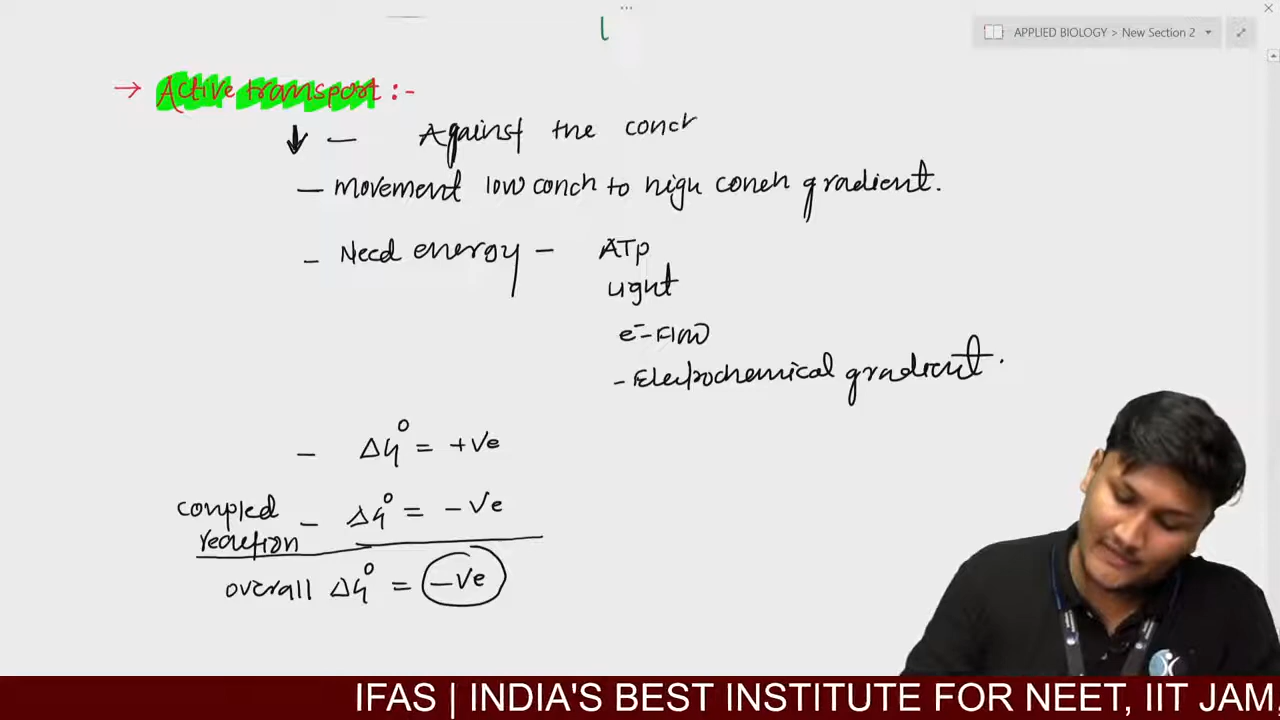 APPLIED BIOLOGY > New Section 2
→ Active transport :-
↓ — Against the concⁿ
— Movement low concⁿ to high concⁿ gradient.
- Need energy - ATP
Light
e⁻-Flow
- Electrochemical gradient.
- ΔG° = +ve
coupled reaction - ΔG° = -ve
overall ΔG° = -ve
IFAS | INDIA'S BEST INSTITUTE FOR NEET, IIT JAM,